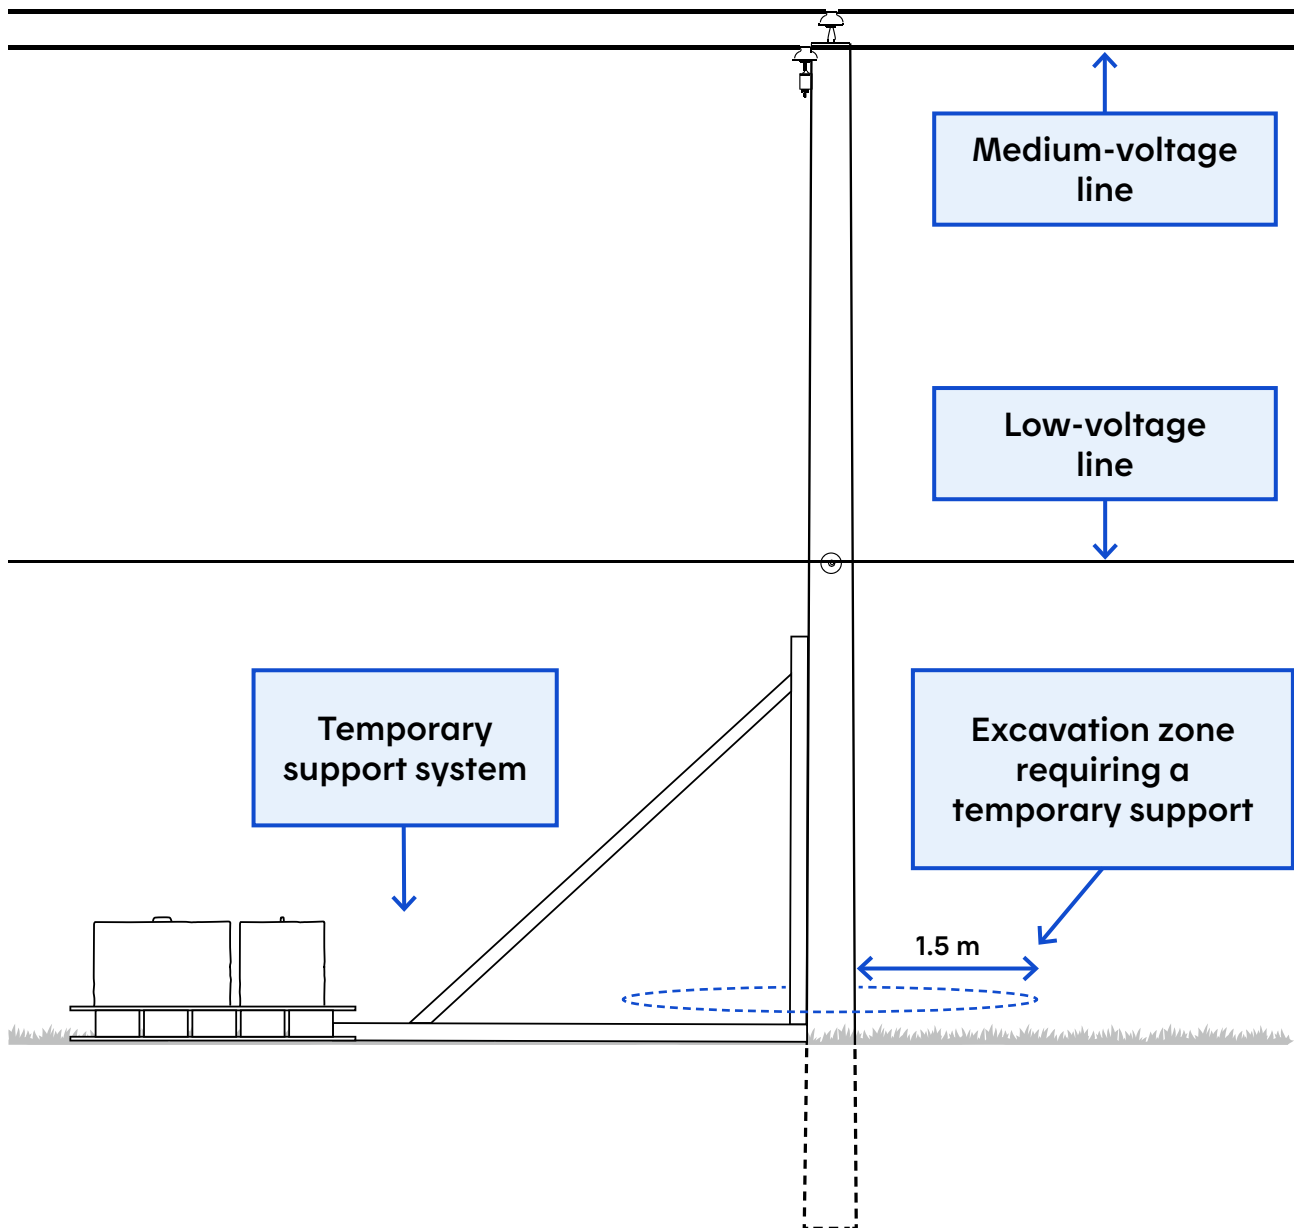 Medium-voltage
line
Low-voltage
line
Temporary
support system
Excavation zone
requiring a
temporary support
1.5 m